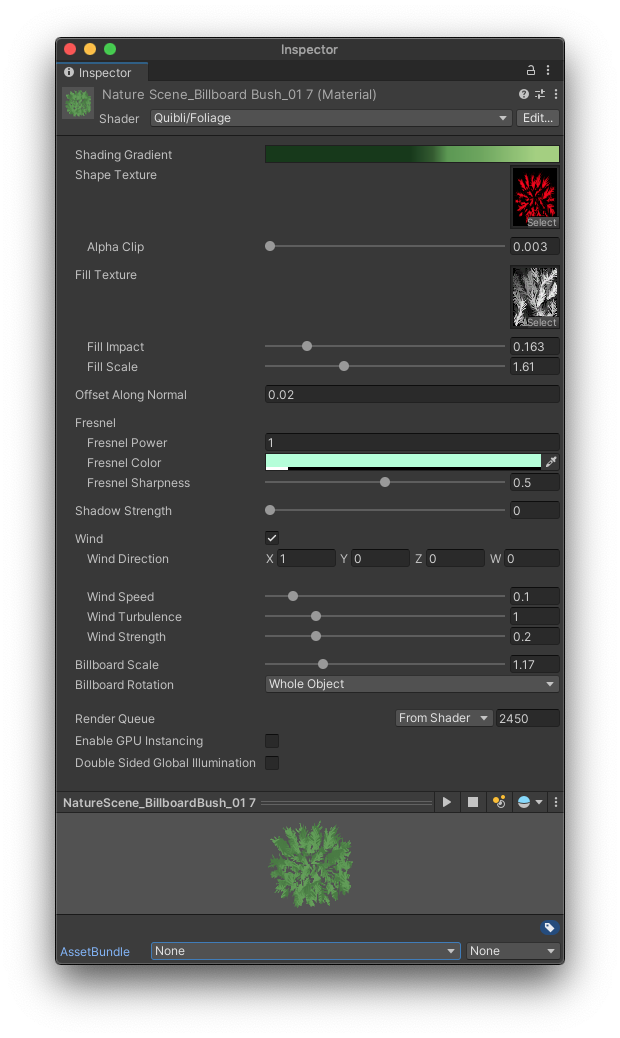 Inspector
Inspector
Nature Scene_Billboard Bush_01 7 (Material)
Shader Quibli/Foliage Edit...
Shading Gradient
Shape Texture
Select
Alpha Clip 0.003
Fill Texture
Select
Fill Impact 0.163
Fill Scale 1.61
Offset Along Normal 0.02
Fresnel
Fresnel Power 1
Fresnel Color
Fresnel Sharpness 0.5
Shadow Strength 0
Wind
Wind Direction X 1 Y 0 Z 0 W 0
Wind Speed 0.1
Wind Turbulence 1
Wind Strength 0.2
Billboard Scale 1.17
Billboard Rotation Whole Object
Render Queue From Shader 2450
Enable GPU Instancing
Double Sided Global Illumination
NatureScene_BillboardBush_01 7
AssetBundle None None